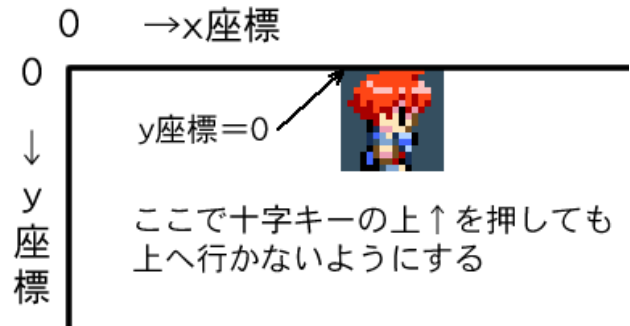 0 →x座標
0
↓
y
座
標
y座標＝0
ここで十字キーの上↑を押しても
上へ行かないようにする